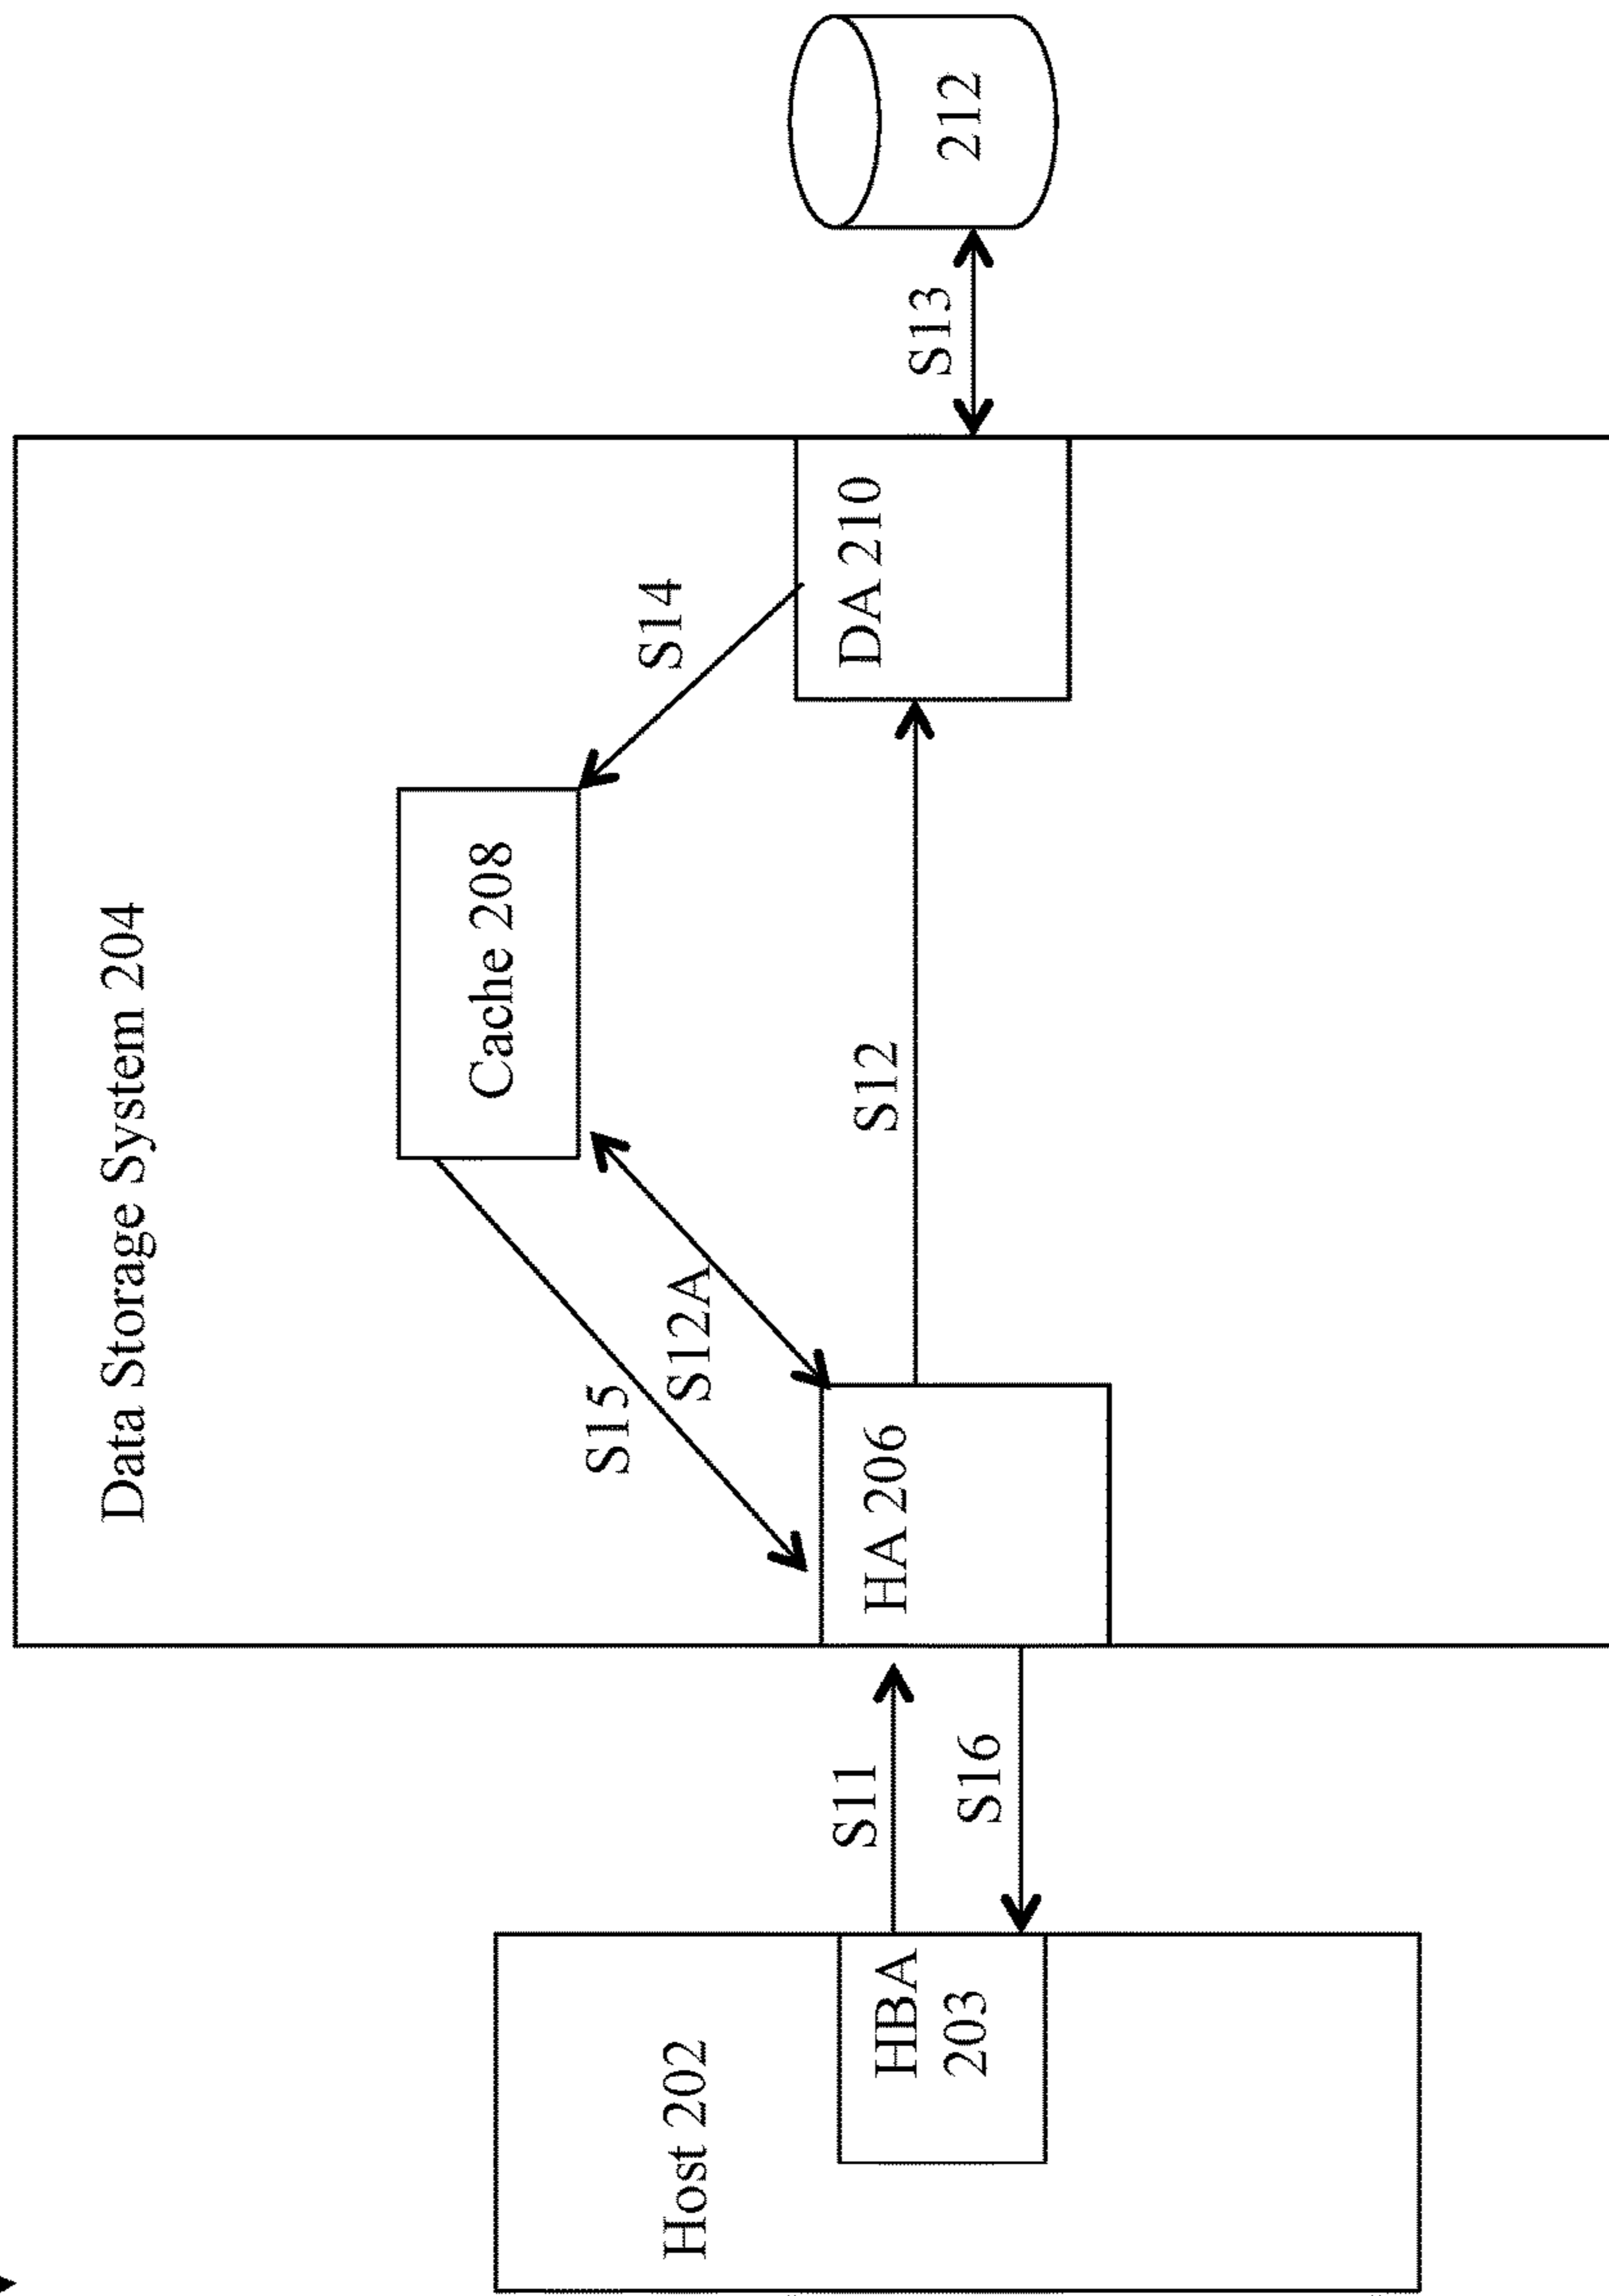 Data Storage System 204
Cache 208
S15
S12A
S14
S12
HA 206
DA 210
S13
212
Host 202
HBA
203
S11
S16